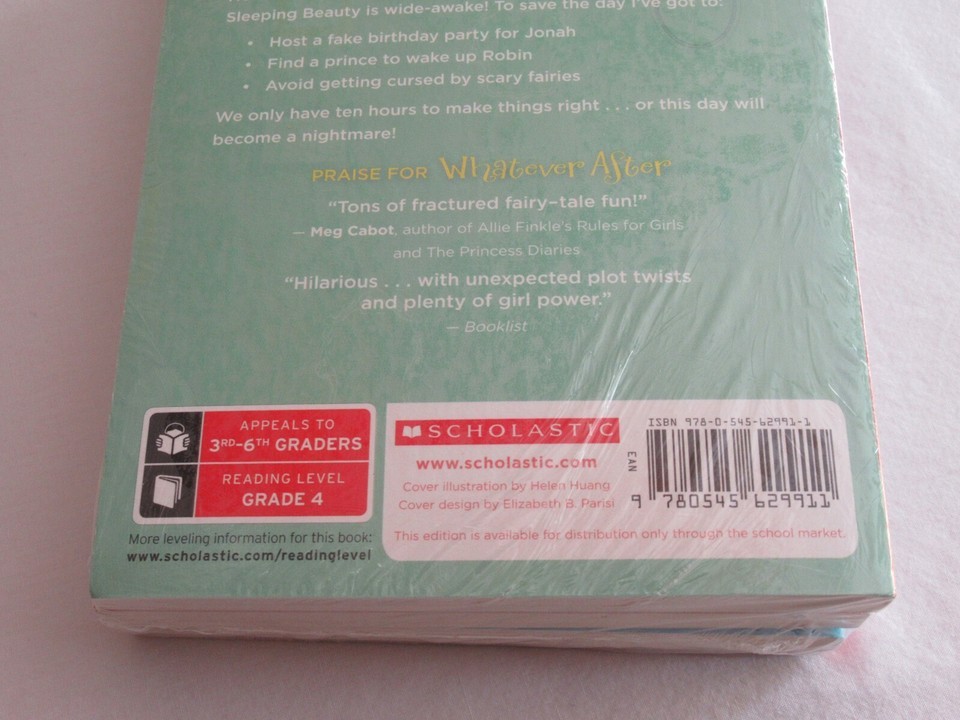 Sleeping Beauty is wide-awake! To save the day I've got to:
• Host a fake birthday party for Jonah
• Find a prince to wake up Robin
• Avoid getting cursed by scary fairies
We only have ten hours to make things right . . . or this day will
become a nightmare!
PRAISE FOR Whatever After
“Tons of fractured fairy-tale fun!”
— Meg Cabot, author of Allie Finkle's Rules for Girls
and The Princess Diaries
“Hilarious . . . with unexpected plot twists
and plenty of girl power.”
— Booklist
APPEALS TO
3RD–6TH GRADERS
READING LEVEL
GRADE 4
More leveling information for this book:
www.scholastic.com/readinglevel
SCHOLASTIC
www.scholastic.com
Cover illustration by Helen Huang
Cover design by Elizabeth B. Parisi
This edition is available for distribution only through the school market.
ISBN 978-0-545-62991-1
EAN
9 780545 629911